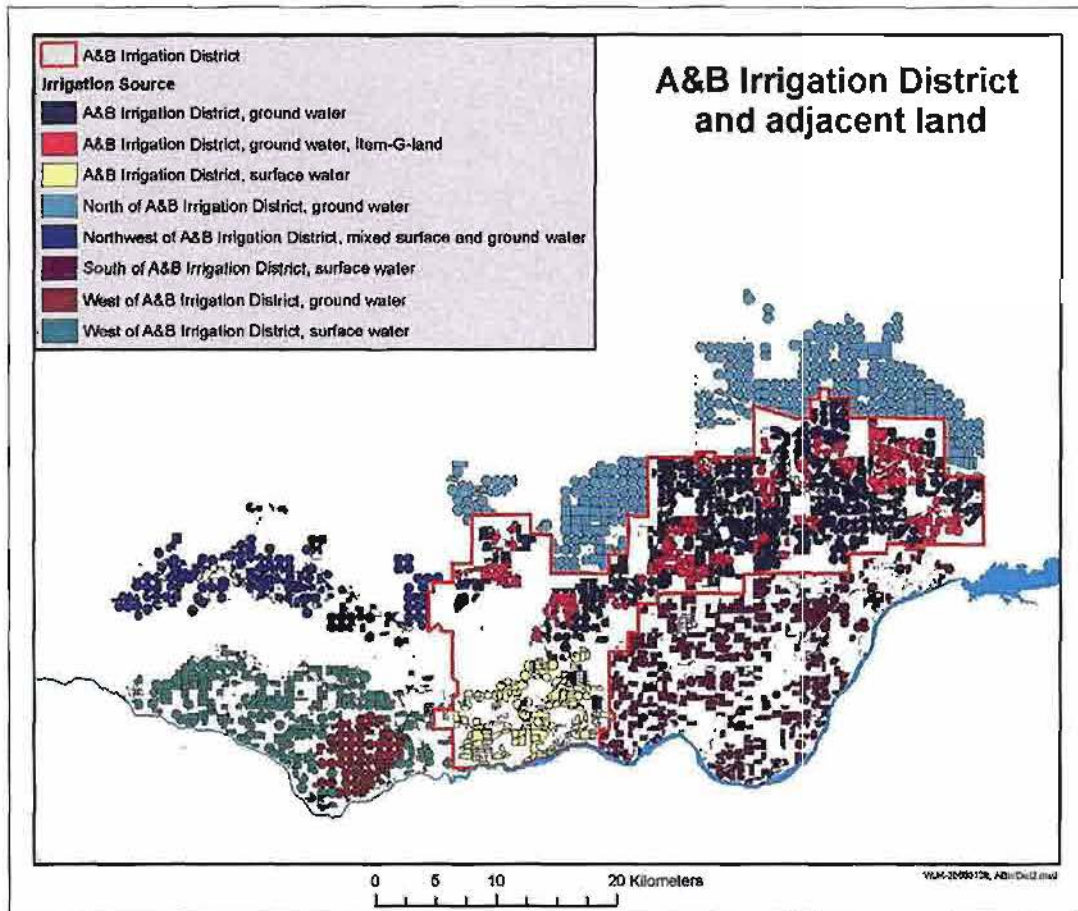 A&B Irrigation District
Irrigation Source
A&B Irrigation District, ground water
A&B Irrigation District, ground water, Item-G-land
A&B Irrigation District, surface water
North of A&B Irrigation District, ground water
Northwest of A&B Irrigation District, mixed surface and ground water
South of A&B Irrigation District, surface water
West of A&B Irrigation District, ground water
West of A&B Irrigation District, surface water
A&B Irrigation District
and adjacent land
0 5 10 20 Kilometers